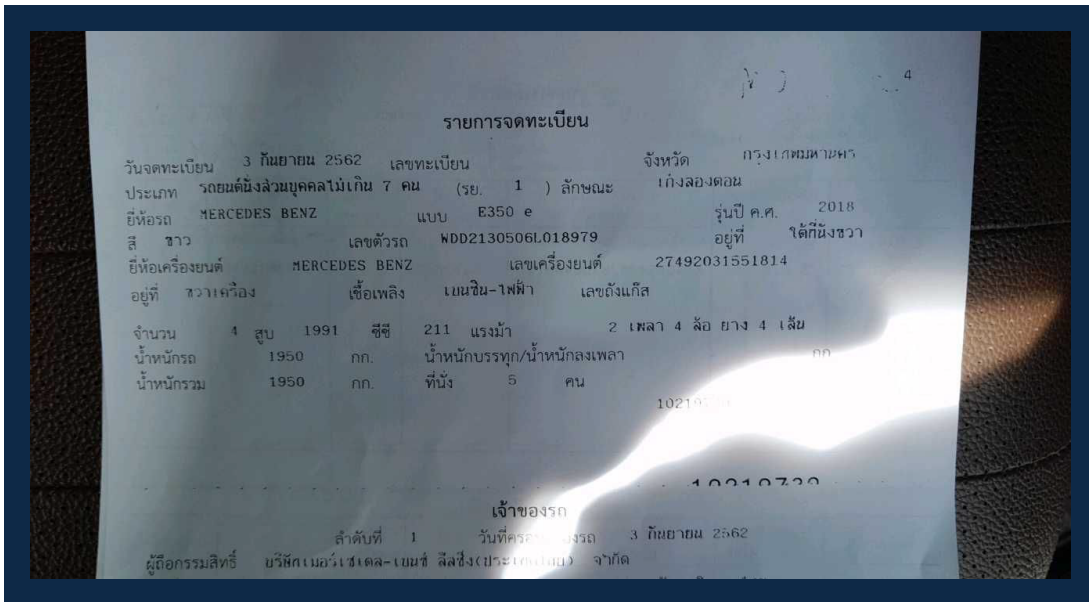 4
รายการจดทะเบียน
วันจดทะเบียน 3 กันยายน 2562 เลขทะเบียน จังหวัด กรุงเทพมหานคร
ประเภท รถยนต์นั่งส่วนบุคคลไม่เกิน 7 คน (รย. 1 ) ลักษณะ เก๋งสองตอน
ยี่ห้อรถ MERCEDES BENZ แบบ E350 e รุ่นปี ค.ศ. 2018
สี ขาว เลขตัวรถ WDD2130506L018979 อยู่ที่ ใต้ที่นั่งขวา
ยี่ห้อเครื่องยนต์ MERCEDES BENZ เลขเครื่องยนต์ 27492031551814
อยู่ที่ ขวาเครื่อง เชื้อเพลิง เบนซิน-ไฟฟ้า เลขถังแก๊ส
จำนวน 4 สูบ 1991 ซีซี 211 แรงม้า 2 เพลา 4 ล้อ ยาง 4 เส้น
น้ำหนักรถ 1950 กก. น้ำหนักบรรทุก/น้ำหนักลงเพลา กก
น้ำหนักรวม 1950 กก. ที่นั่ง 5 คน
10210730
เจ้าของรถ
ลำดับที่ 1 วันที่ครอบครองรถ 3 กันยายน 2562
ผู้ถือกรรมสิทธิ์ บริษัทเมอร์เซเดส-เบนซ์ ลีสซิ่ง(ประเทศไทย) จำกัด